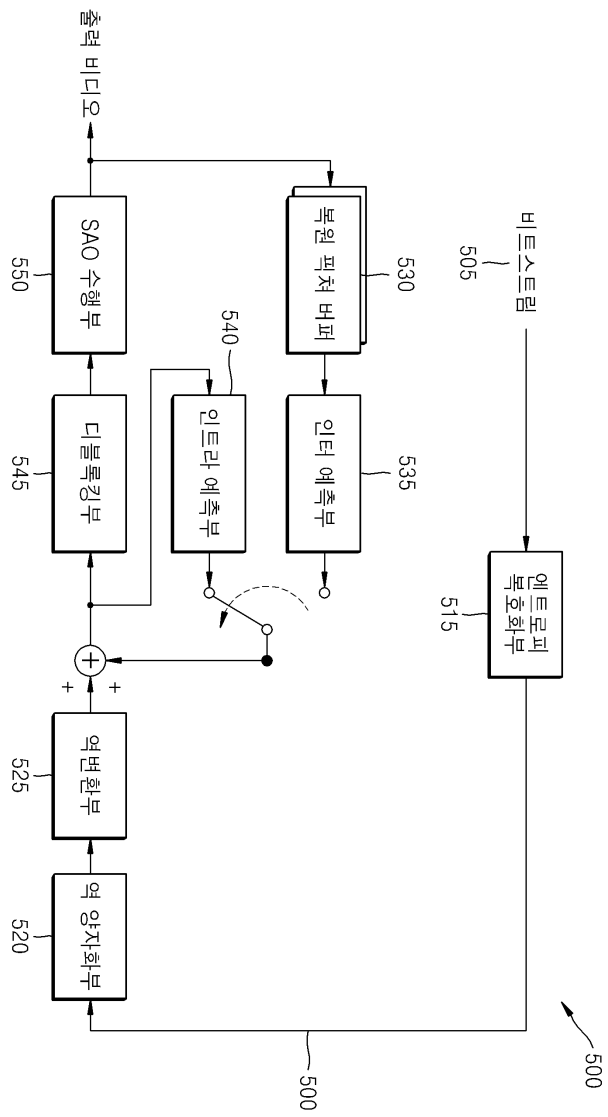 500
비트스트림
505
엔트로피
복호화부
515
500
복원 픽처 버퍼
530
인터 예측부
535
540
인트라 예측부
출력 비디오
SAO 수행부
550
디블록킹부
545
+
+
+
역변환부
525
역 양자화부
520